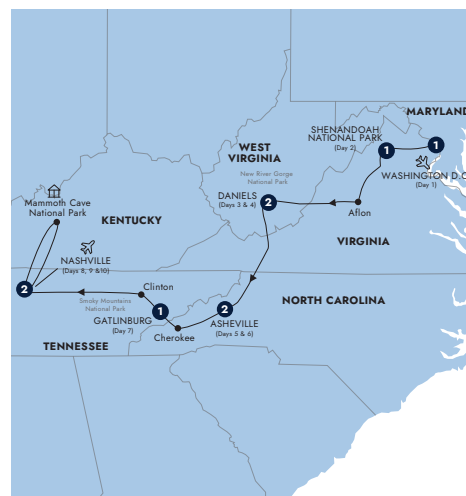 MARYLAND
SHENANDOAH
NATIONAL PARK
(Day 2)
1
1
WASHINGTON D.C
(Day 1)
WEST
VIRGINIA
New River Gorge
National Park
DANIELS
(Days 3 & 4)
2
Aflon
VIRGINIA
Mammoth Cave
National Park
KENTUCKY
NASHVILLE
(Days 8, 9 &10)
2
Clinton
Smoky Mountains
National Park
GATLINBURG
(Day 7)
1
Cherokee
2
ASHEVILLE
(Days 5 & 6)
NORTH CAROLINA
TENNESSEE